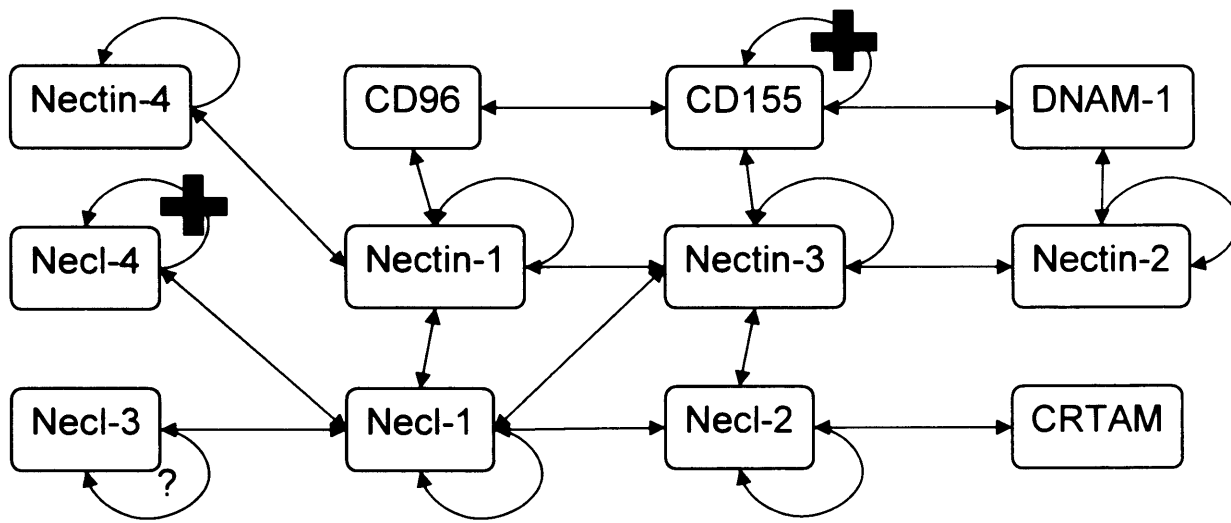 Nectin-4
CD96
CD155
DNAM-1
Necl-4
Nectin-1
Nectin-3
Nectin-2
Necl-3
Necl-1
Necl-2
CRTAM
?